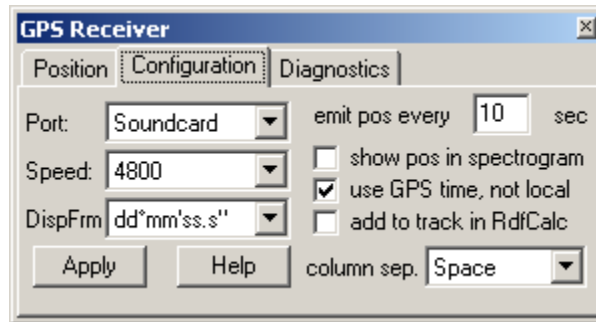 GPS Receiver
Position Configuration Diagnostics
Port: Soundcard emit pos every 10 sec
Speed: 4800 show pos in spectrogram
use GPS time, not local
DispFrm dd°mm'ss.s" add to track in RdfCalc
Apply Help column sep. Space